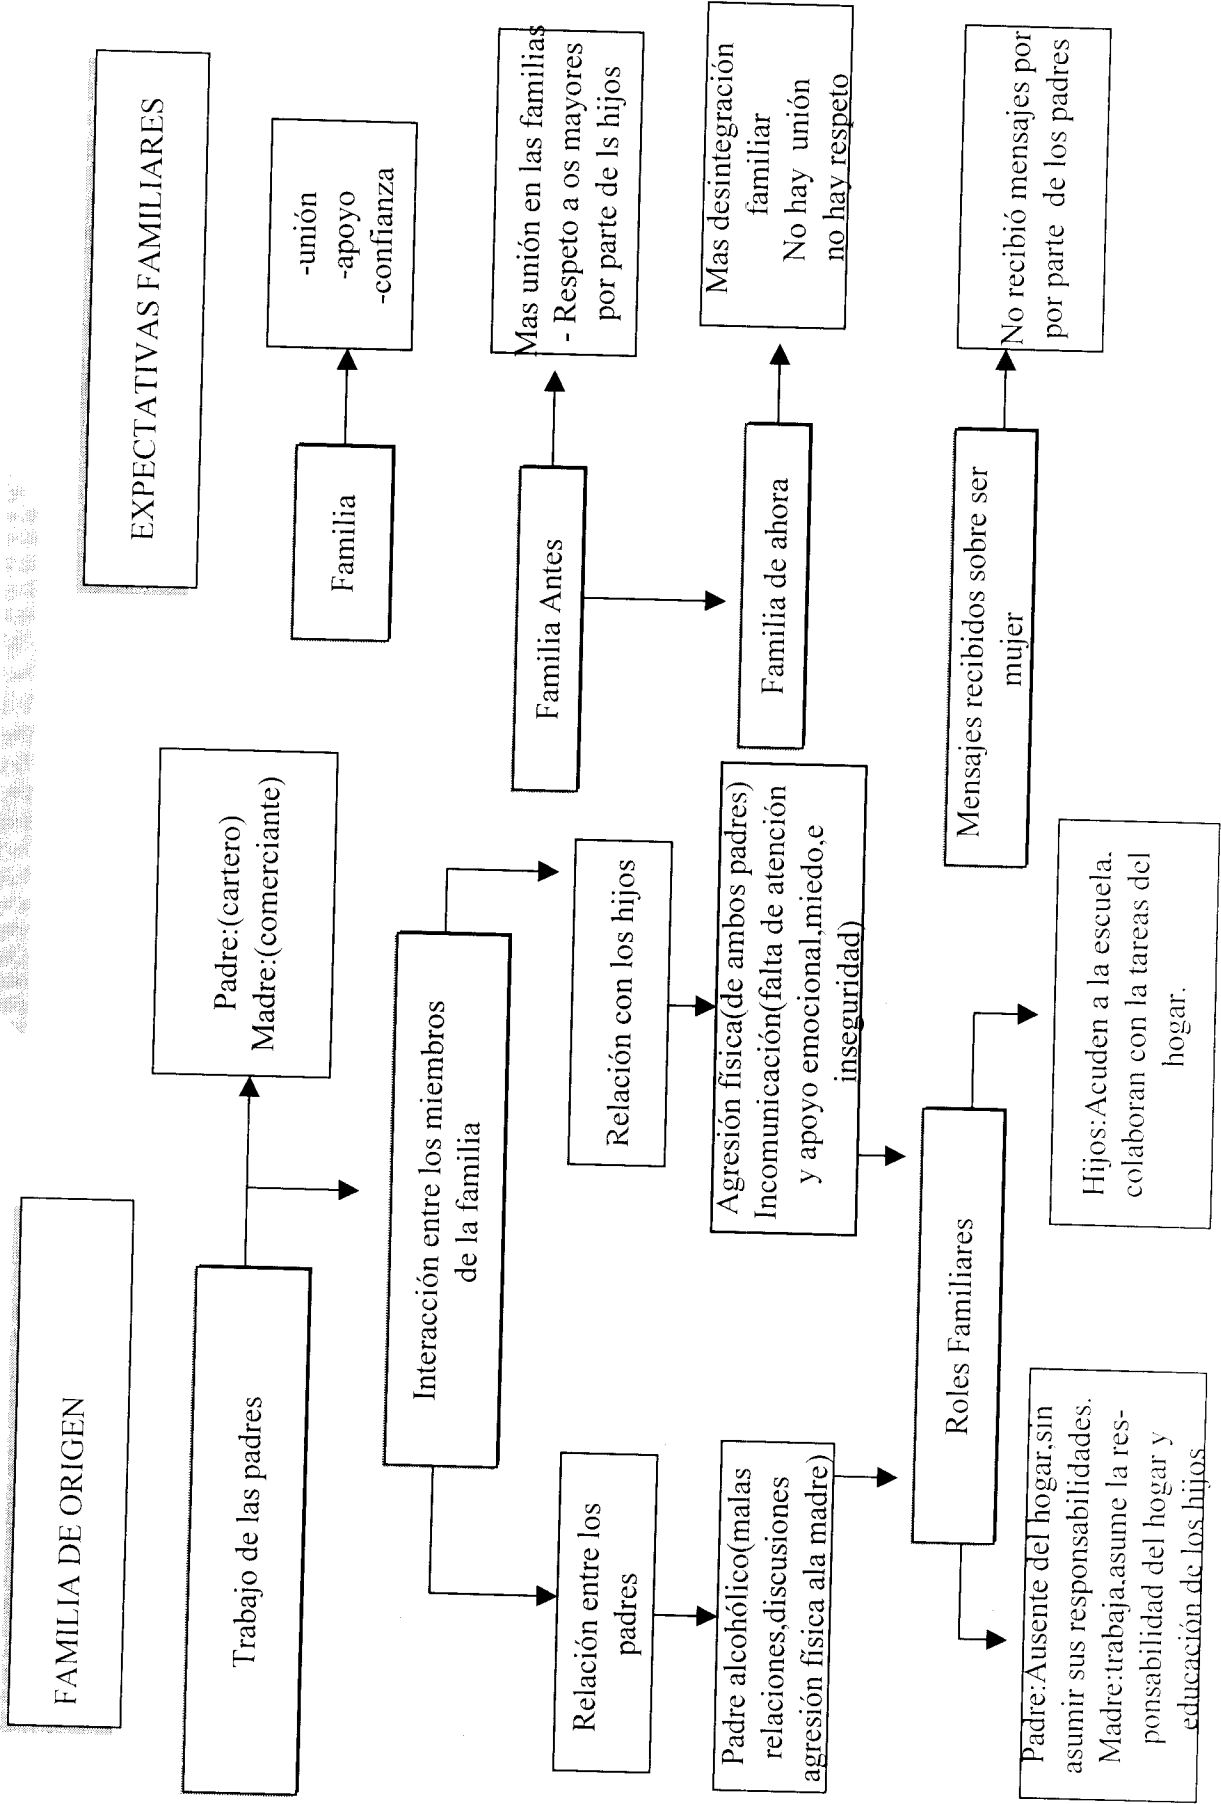 FAMILIA DE ORIGEN
Trabajo de las padres
Padre:(cartero)
Madre:(comerciante)
Interacción entre los miembros
de la familia
Relación entre los
padres
Relación con los hijos
Padre alcohólico(malas
relaciones,discusiones
agresión física ala madre)
Agresión física(de ambos padres)
Incomunicación(falta de atención
y apoyo emocional,miedo,e
inseguridad)
Roles Familiares
Padre:Ausente del hogar,sin
asumir sus responsabilidades.
Madre:trabaja.asume la res-
ponsabilidad del hogar y
educación de los hijos
Hijos:Acuden a la escuela.
colaboran con la tareas del
hogar.
EXPECTATIVAS FAMILIARES
Familia
-unión
-apoyo
-confianza
Familia Antes
Mas unión en las familias
- Respeto a os mayores
por parte de ls hijos
Familia de ahora
Mas desintegración
familiar
No hay unión
no hay respeto
Mensajes recibidos sobre ser
mujer
No recibió mensajes por
por parte de los padres